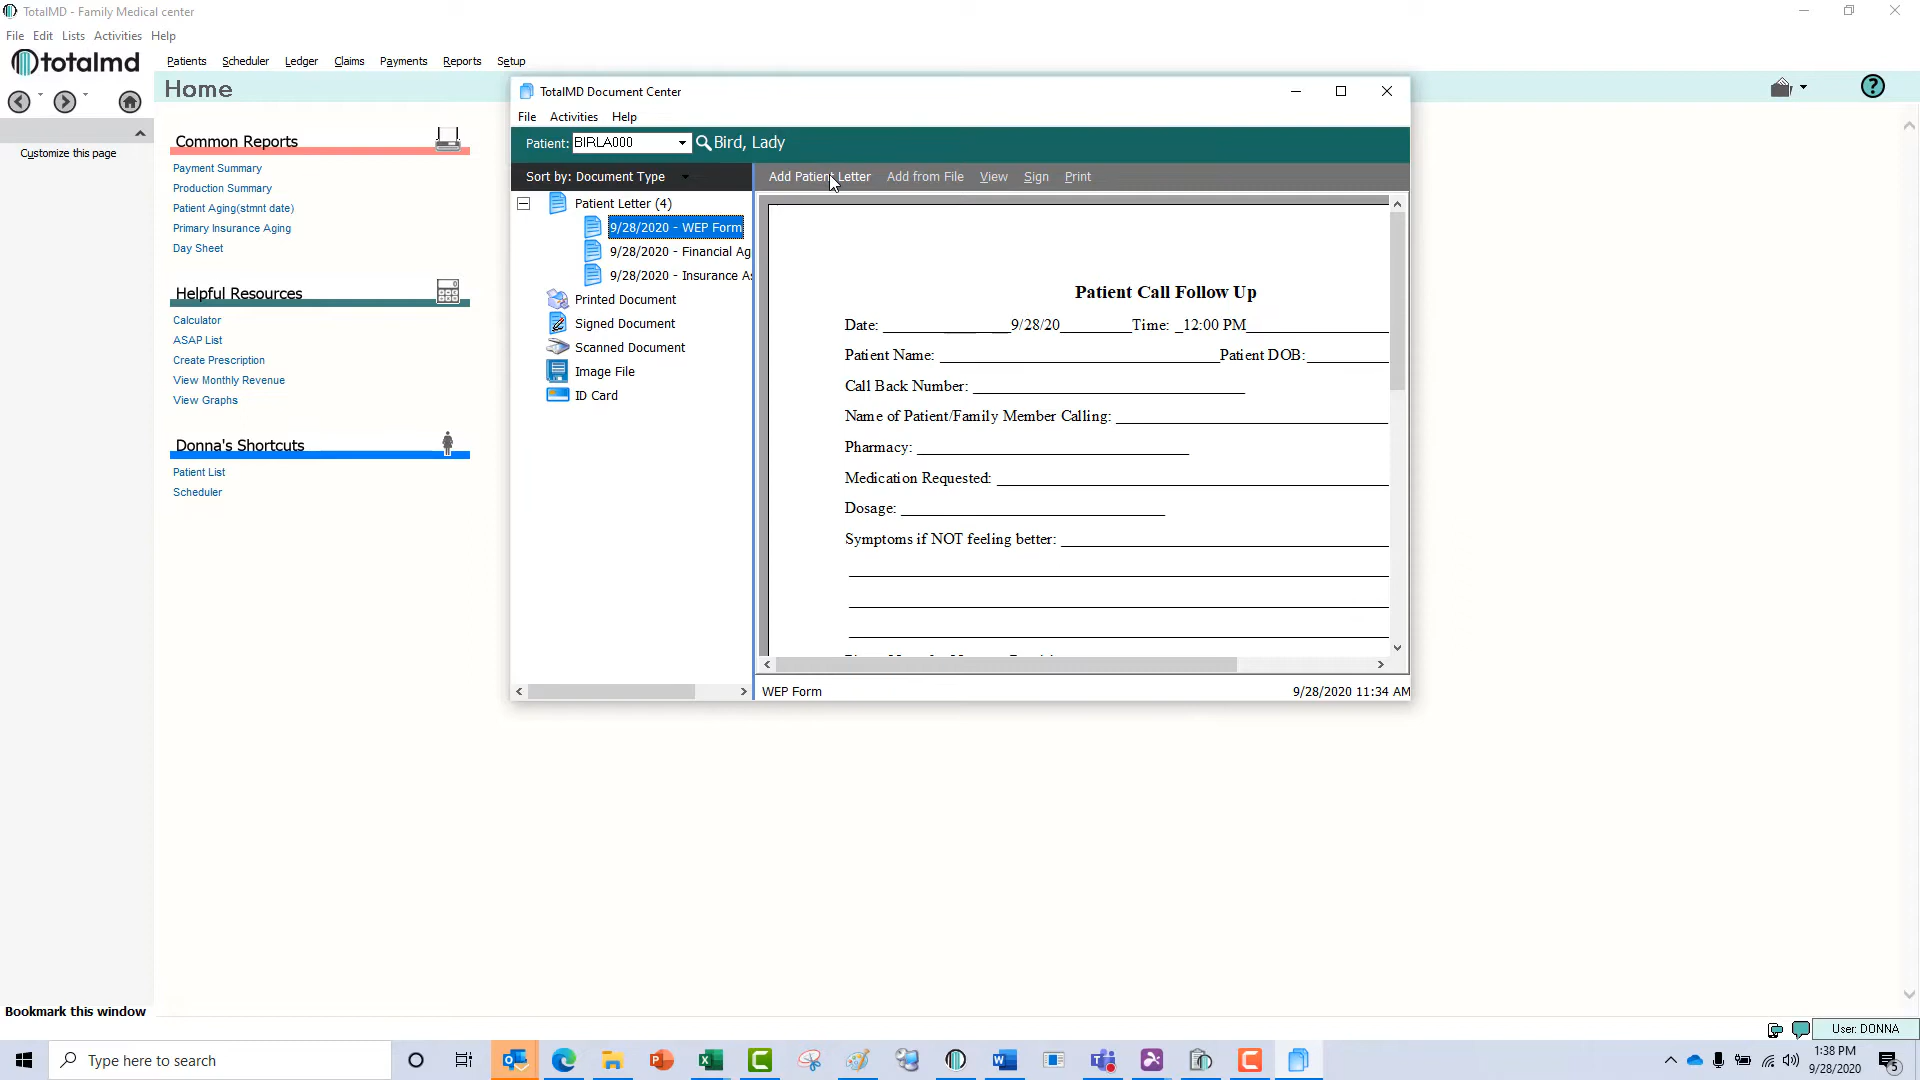 TotalMD - Family Medical center
File Edit Lists Activities Help
totalmd
Patients Scheduler Ledger Claims Payments Reports Setup
Home
Customize this page
Common Reports
Payment Summary
Production Summary
Patient Aging(stmnt date)
Primary Insurance Aging
Day Sheet
Helpful Resources
Calculator
ASAP List
Create Prescription
View Monthly Revenue
View Graphs
Donna's Shortcuts
Patient List
Scheduler
TotalMD Document Center
File Activities Help
Patient: BIRLA000 Bird, Lady
Sort by: Document Type
Add Patient Letter Add from File View Sign Print
Patient Letter (4)
9/28/2020 - WEP Form
9/28/2020 - Financial Ag
9/28/2020 - Insurance As
Printed Document
Signed Document
Scanned Document
Image File
ID Card
Patient Call Follow Up
Date: 9/28/20 Time: _12:00 PM
Patient Name: Patient DOB:
Call Back Number:
Name of Patient/Family Member Calling:
Pharmacy:
Medication Requested:
Dosage:
Symptoms if NOT feeling better:
WEP Form 9/28/2020 11:34 AM
Bookmark this window
User: DONNA
Type here to search
1:38 PM
9/28/2020
5